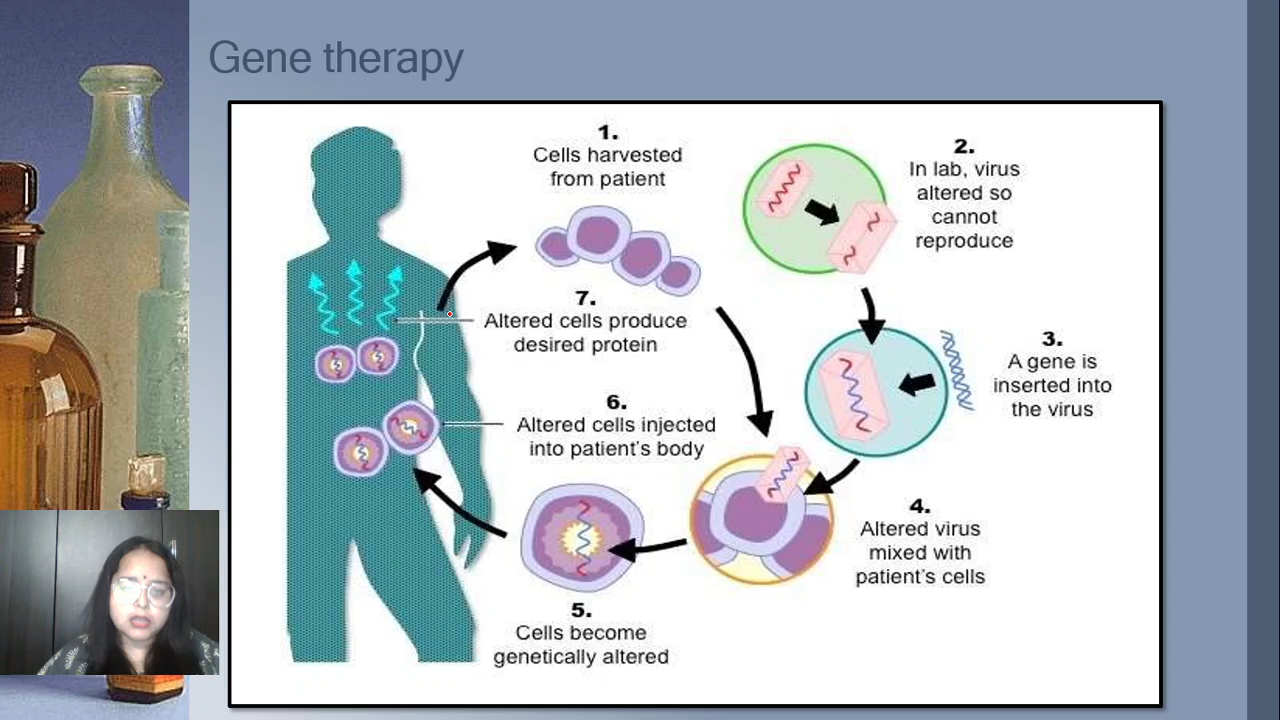 Gene therapy
1.
Cells harvested
from patient
2.
In lab, virus
altered so
cannot
reproduce
3.
A gene is
inserted into
the virus
4.
Altered virus
mixed with
patient's cells
5.
Cells become
genetically altered
6.
Altered cells injected
into patient's body
7.
Altered cells produce
desired protein